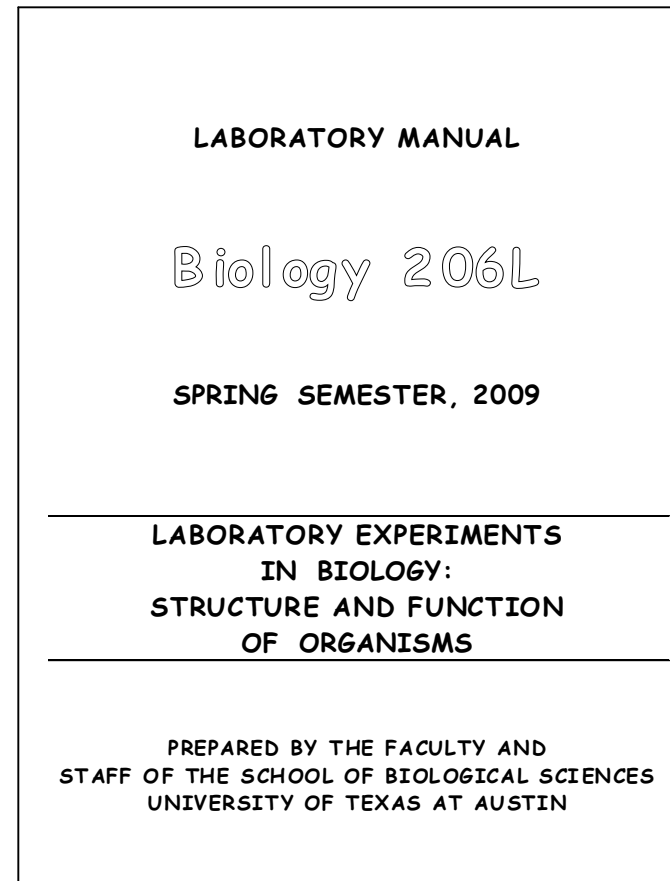 LABORATORY MANUAL
Biology 206L
SPRING SEMESTER, 2009
LABORATORY EXPERIMENTS
IN BIOLOGY:
STRUCTURE AND FUNCTION
OF ORGANISMS
PREPARED BY THE FACULTY AND
STAFF OF THE SCHOOL OF BIOLOGICAL SCIENCES
UNIVERSITY OF TEXAS AT AUSTIN